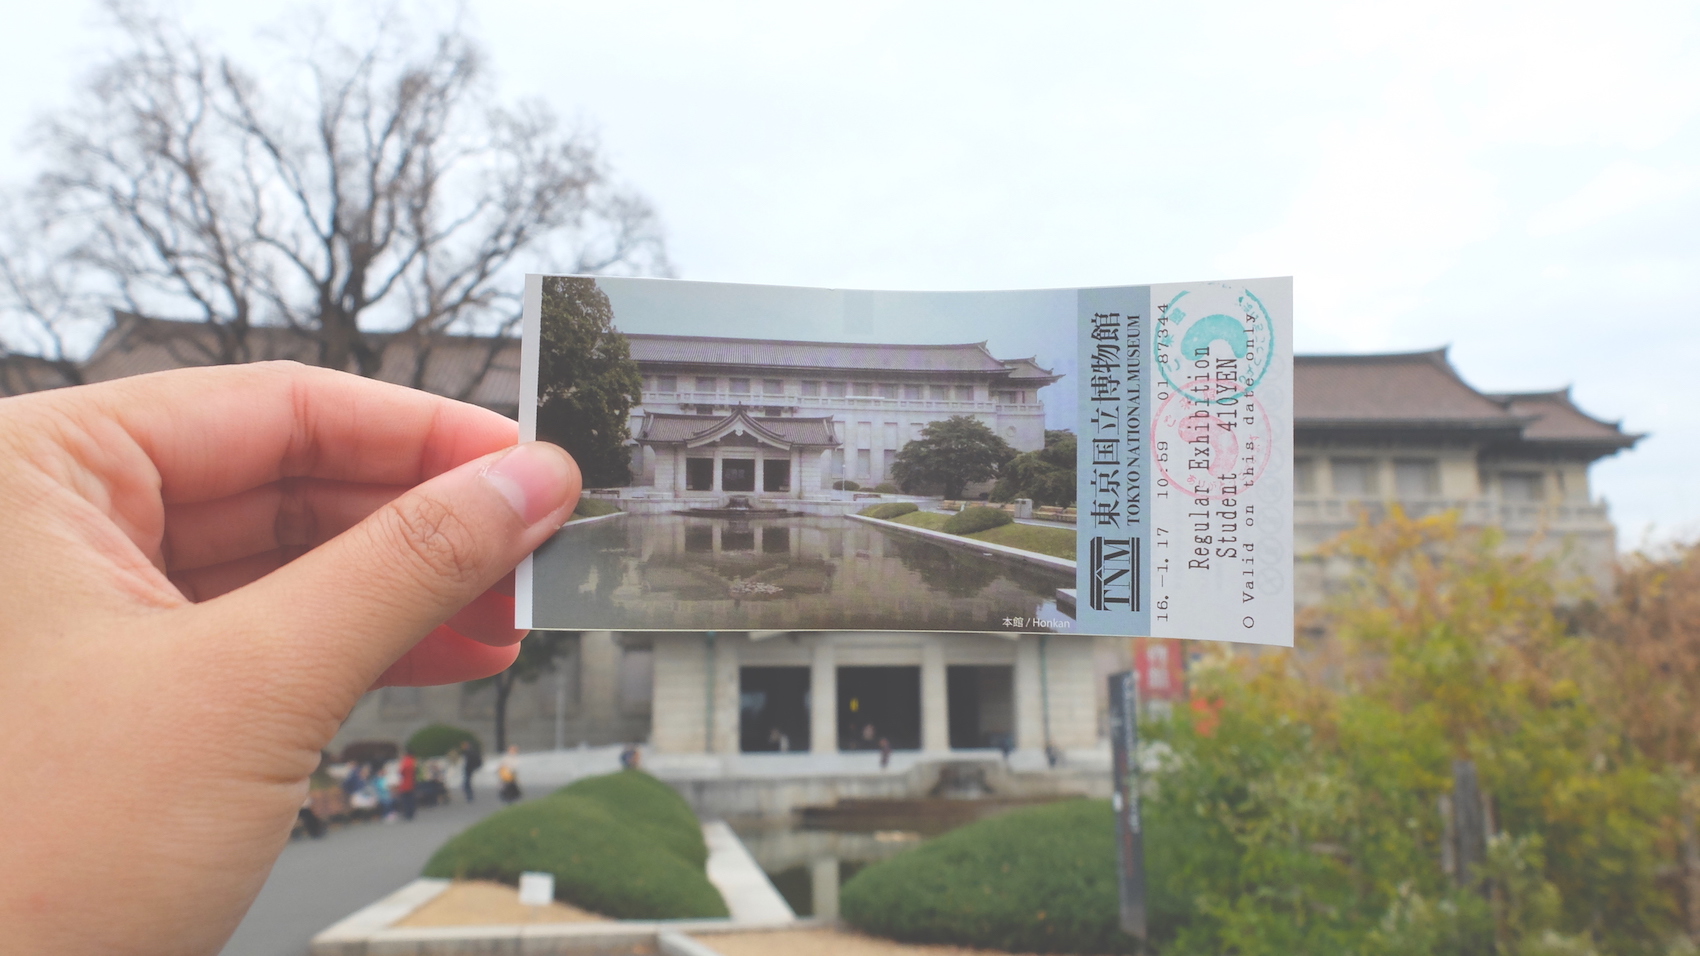 本館 / Honkan
TNM
東京国立博物館
TOKYO NATIONAL MUSEUM
16.-1.17 10:59 01 87344
Regular Exhibition
Student 410YEN
O Valid on this date only